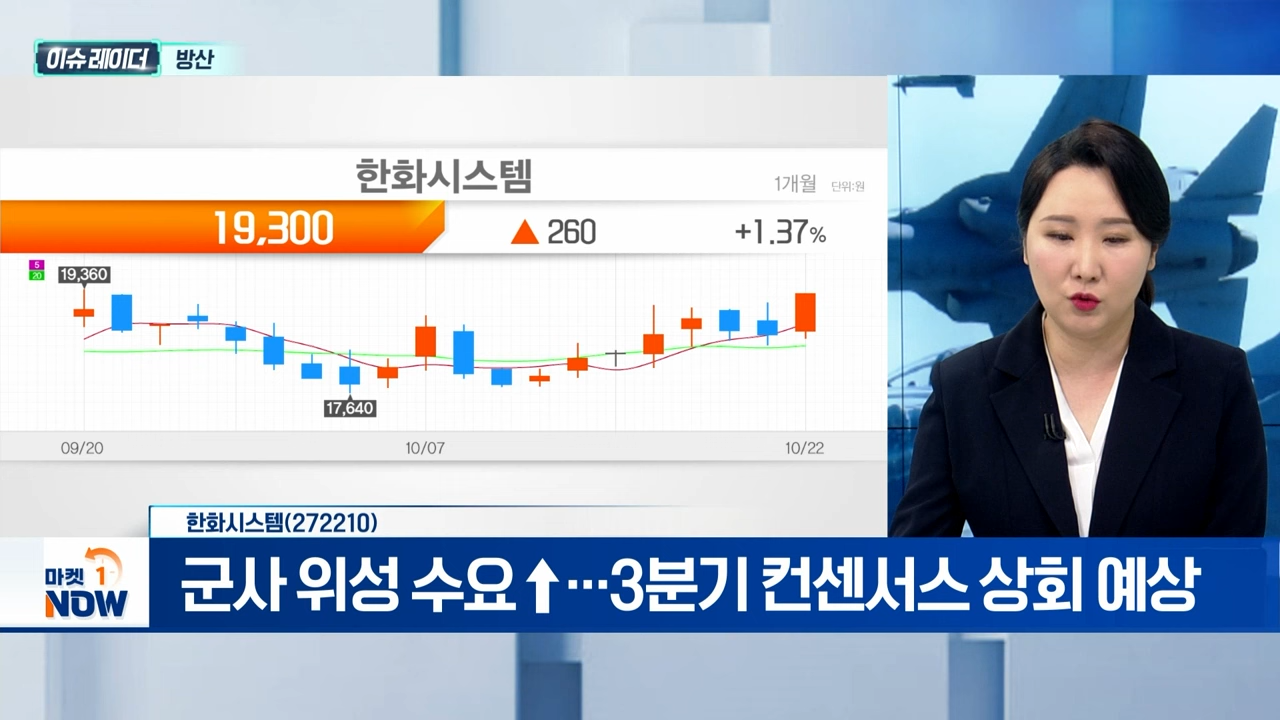 이슈 레이더 방산
한화시스템
1개월 단위:원
19,300 ▲ 260 +1.37%
5
20
19,360
17,640
09/20 10/07 10/22
한화시스템(272210)
마켓 1
NOW
군사 위성 수요⬆…3분기 컨센서스 상회 예상